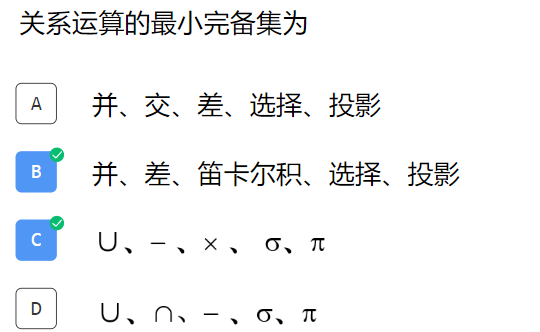 关系运算的最小完备集为
A 并、交、差、选择、投影
B 并、差、笛卡尔积、选择、投影
C ∪、− 、× 、 σ、π
D ∪、∩、− 、σ、π